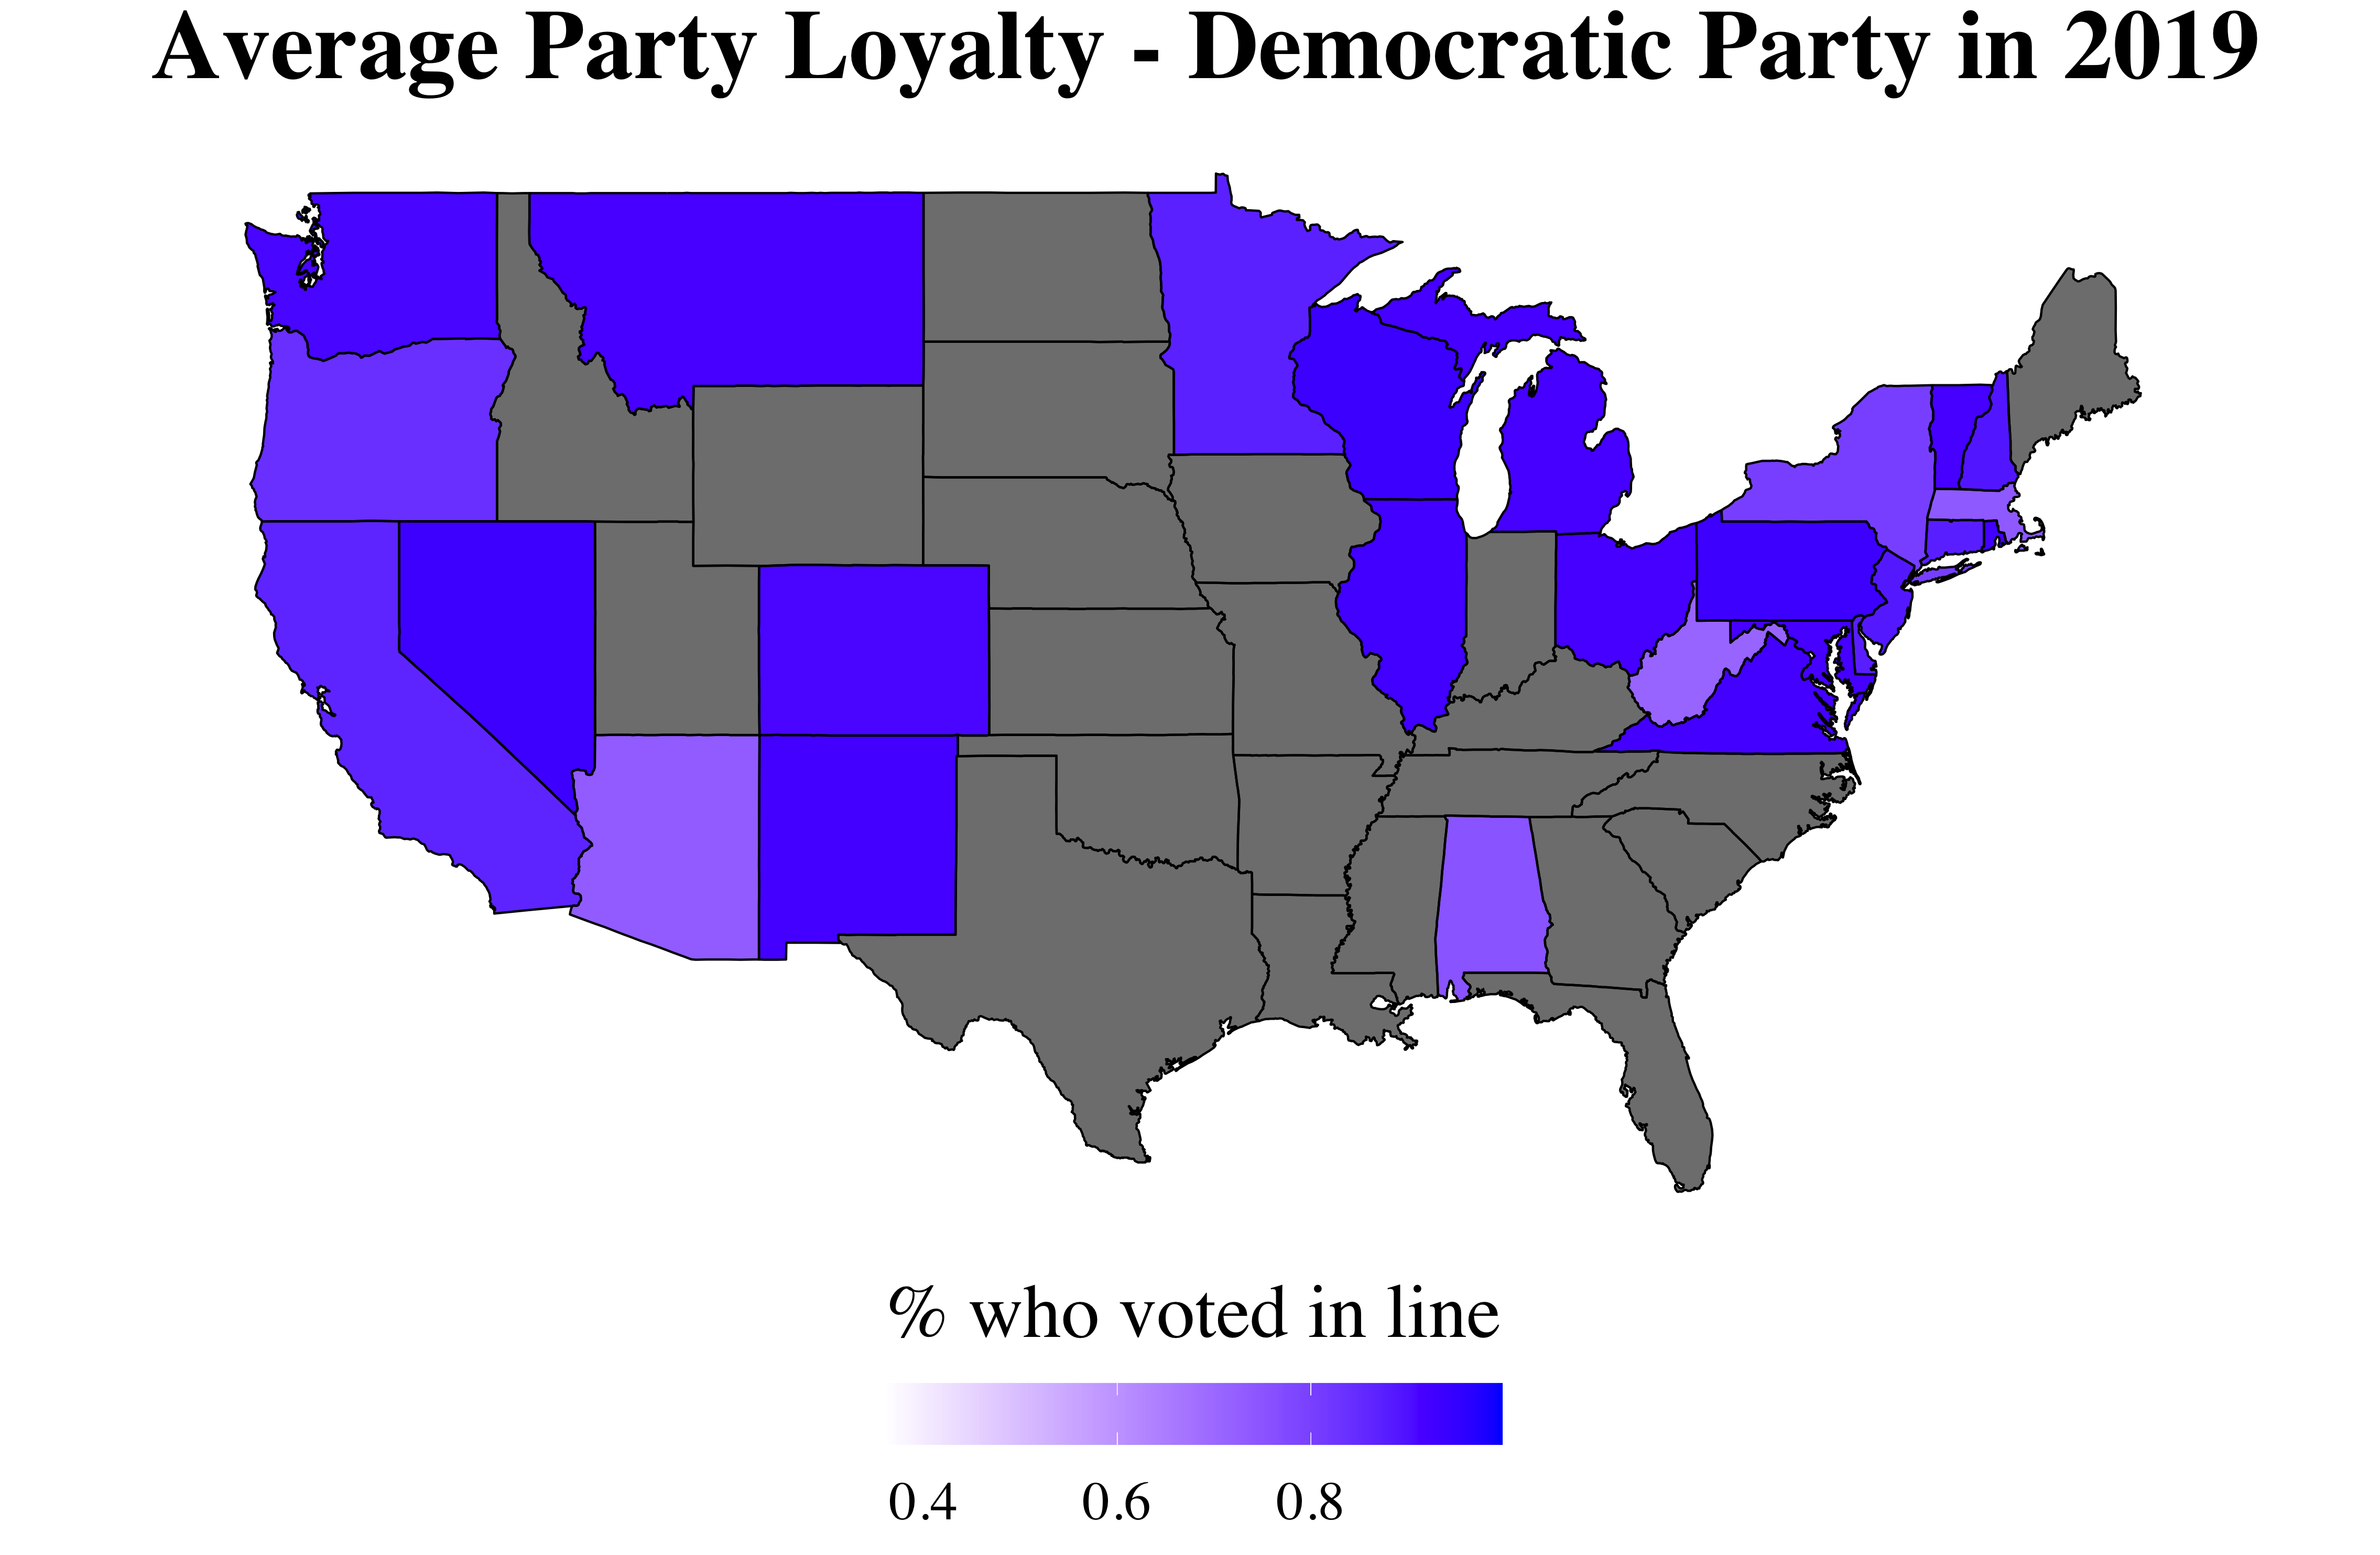 Average Party Loyalty - Democratic Party in 2019
% who voted in line
0.4 0.6 0.8